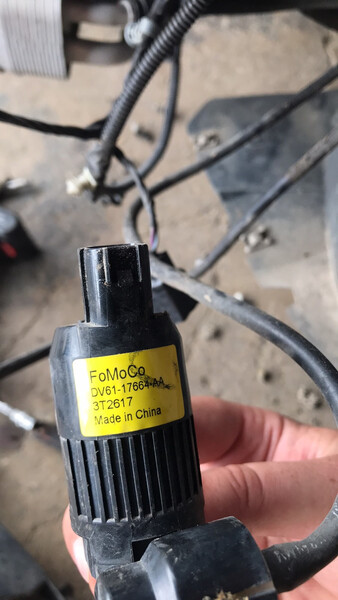 FoMoCo
DV61-17664-AA
3T2617
Made in China